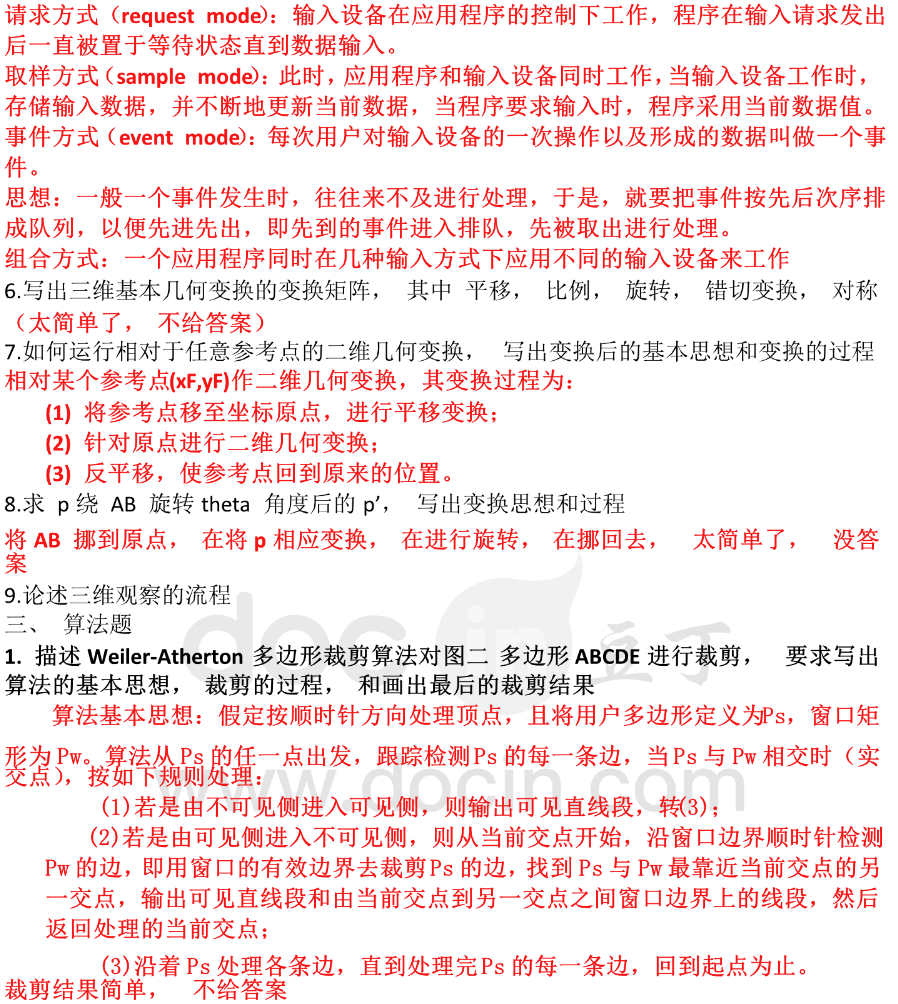 请求方式（request mode）：输入设备在应用程序的控制下工作，程序在输入请求发出
后一直被置于等待状态直到数据输入。
取样方式（sample mode）：此时，应用程序和输入设备同时工作，当输入设备工作时，
存储输入数据，并不断地更新当前数据，当程序要求输入时，程序采用当前数据值。
事件方式（event mode）：每次用户对输入设备的一次操作以及形成的数据叫做一个事
件。
思想：一般一个事件发生时，往往来不及进行处理，于是，就要把事件按先后次序排
成队列，以便先进先出，即先到的事件进入排队，先被取出进行处理。
组合方式：一个应用程序同时在几种输入方式下应用不同的输入设备来工作
6.写出三维基本几何变换的变换矩阵， 其中 平移， 比例， 旋转， 错切变换， 对称
（太简单了， 不给答案）
7.如何运行相对于任意参考点的二维几何变换， 写出变换后的基本思想和变换的过程
相对某个参考点(xF,yF)作二维几何变换，其变换过程为：
(1) 将参考点移至坐标原点，进行平移变换；
(2) 针对原点进行二维几何变换；
(3) 反平移，使参考点回到原来的位置。
8.求 p 绕 AB 旋转 theta 角度后的 p’， 写出变换思想和过程
将 AB 挪到原点， 在将 p 相应变换， 在进行旋转， 在挪回去， 太简单了， 没答
案
9.论述三维观察的流程
三、 算法题
1. 描述 Weiler-Atherton 多边形裁剪算法对图二 多边形 ABCDE 进行裁剪， 要求写出
算法的基本思想， 裁剪的过程， 和画出最后的裁剪结果
算法基本思想：假定按顺时针方向处理顶点，且将用户多边形定义为Ps，窗口矩
形为 Pw。算法从 Ps 的任一点出发，跟踪检测 Ps 的每一条边，当 Ps 与 Pw 相交时（实
交点），按如下规则处理：
(1)若是由不可见侧进入可见侧，则输出可见直线段，转(3)；
(2)若是由可见侧进入不可见侧，则从当前交点开始，沿窗口边界顺时针检测
Pw 的边，即用窗口的有效边界去裁剪 Ps 的边，找到 Ps 与 Pw 最靠近当前交点的另
一交点，输出可见直线段和由当前交点到另一交点之间窗口边界上的线段，然后
返回处理的当前交点；
(3)沿着 Ps 处理各条边，直到处理完 Ps 的每一条边，回到起点为止。
裁剪结果简单， 不给答案
docin 豆丁
www.docin.com